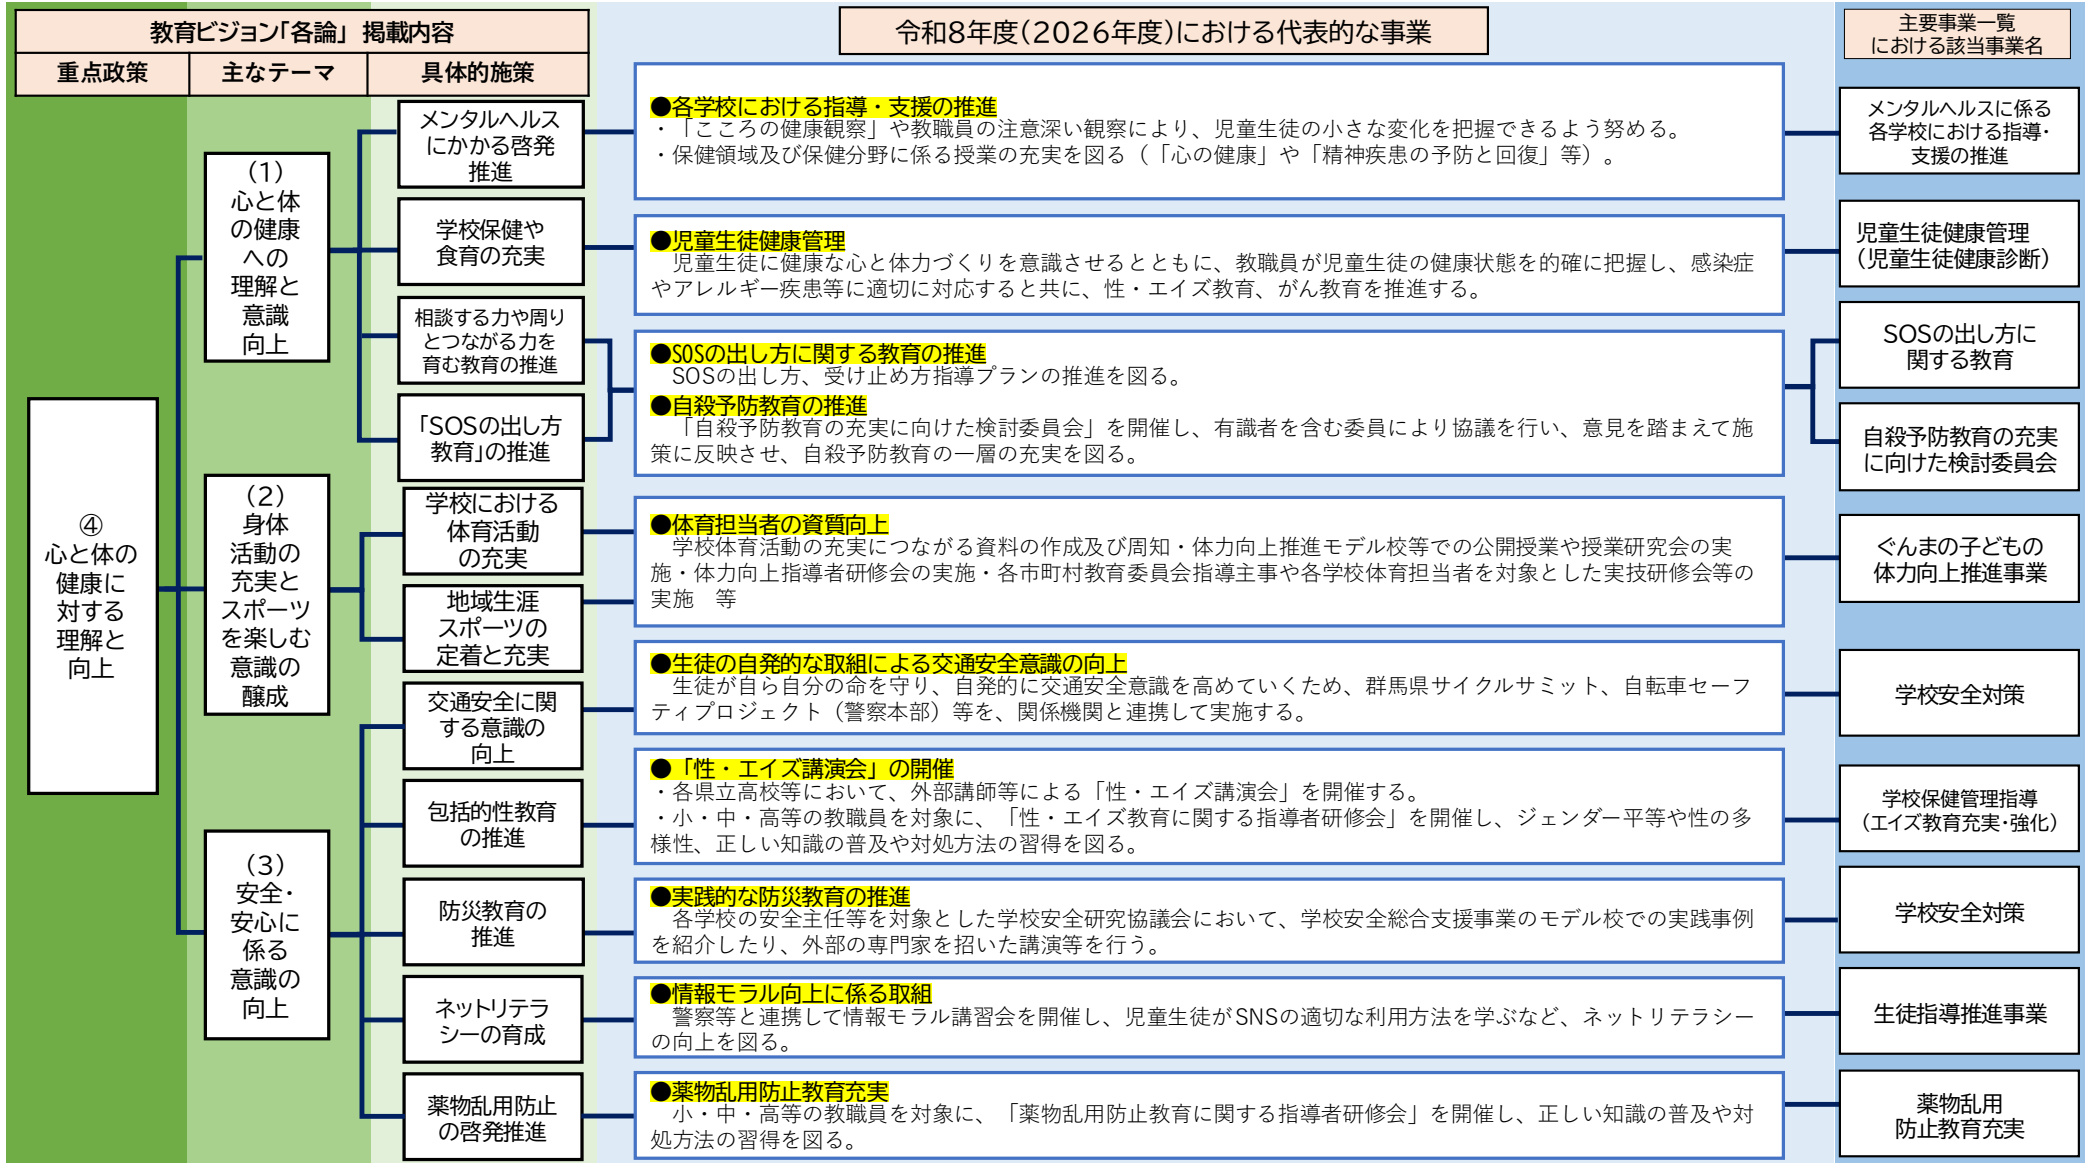 教育ビジョン「各論」 掲載内容
重点政策
主なテーマ
具体的施策
令和8年度(2026年度)における代表的な事業
主要事業一覧
における該当事業名
④
心と体の
健康に
対する
理解と
向上
(1)
心と体
の健康
への
理解と
意識
向上
メンタルヘルス
にかかる啓発
推進
●各学校における指導・支援の推進
・「こころの健康観察」や教職員の注意深い観察により、児童生徒の小さな変化を把握できるよう努める。
・保健領域及び保健分野に係る授業の充実を図る(「心の健康」や「精神疾患の予防と回復」等)。
メンタルヘルスに係る
各学校における指導・
支援の推進
学校保健や
食育の充実
●児童生徒健康管理
児童生徒に健康な心と体力づくりを意識させるとともに、教職員が児童生徒の健康状態を的確に把握し、感染症
やアレルギー疾患等に適切に対応すると共に、性・エイズ教育、がん教育を推進する。
児童生徒健康管理
(児童生徒健康診断)
相談する力や周り
とつながる力を
育む教育の推進
「SOSの出し方
教育」の推進
●SOSの出し方に関する教育の推進
SOSの出し方、受け止め方指導プランの推進を図る。
●自殺予防教育の推進
「自殺予防教育の充実に向けた検討委員会」を開催し、有識者を含む委員により協議を行い、意見を踏まえて施
策に反映させ、自殺予防教育の一層の充実を図る。
SOSの出し方に
関する教育
自殺予防教育の充実
に向けた検討委員会
(2)
身体
活動の
充実と
スポーツ
を楽しむ
意識の
醸成
学校における
体育活動
の充実
地域生涯
スポーツの
定着と充実
●体育担当者の資質向上
学校体育活動の充実につながる資料の作成及び周知・体力向上推進モデル校等での公開授業や授業研究会の実
施・体力向上指導者研修会の実施・各市町村教育委員会指導主事や各学校体育担当者を対象とした実技研修会等の
実施 等
ぐんまの子どもの
体力向上推進事業
(3)
安全・
安心に
係る
意識の
向上
交通安全に関
する意識の
向上
●生徒の自発的な取組による交通安全意識の向上
生徒が自ら自分の命を守り、自発的に交通安全意識を高めていくため、群馬県サイクルサミット、自転車セーフ
ティプロジェクト(警察本部)等を、関係機関と連携して実施する。
学校安全対策
包括的性教育
の推進
●「性・エイズ講演会」の開催
・各県立高校等において、外部講師等による「性・エイズ講演会」を開催する。
・小・中・高等の教職員を対象に、「性・エイズ教育に関する指導者研修会」を開催し、ジェンダー平等や性の多
様性、正しい知識の普及や対処方法の習得を図る。
学校保健管理指導
(エイズ教育充実・強化)
防災教育の
推進
●実践的な防災教育の推進
各学校の安全主任等を対象とした学校安全研究協議会において、学校安全総合支援事業のモデル校での実践事例
を紹介したり、外部の専門家を招いた講演等を行う。
学校安全対策
ネットリテラ
シーの育成
●情報モラル向上に係る取組
警察等と連携して情報モラル講習会を開催し、児童生徒がSNSの適切な利用方法を学ぶなど、ネットリテラシー
の向上を図る。
生徒指導推進事業
薬物乱用防止
の啓発推進
●薬物乱用防止教育充実
小・中・高等の教職員を対象に、「薬物乱用防止教育に関する指導者研修会」を開催し、正しい知識の普及や対
処方法の習得を図る。
薬物乱用
防止教育充実